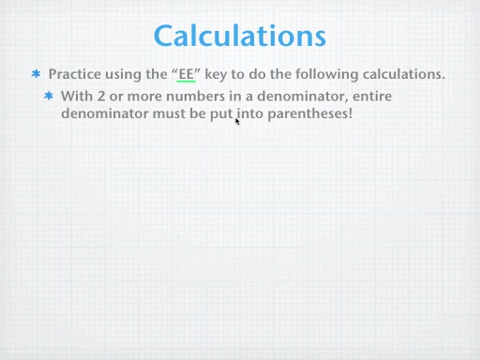 Calculations
Practice using the “EE” key to do the following calculations.
With 2 or more numbers in a denominator, entire
denominator must be put into parentheses!